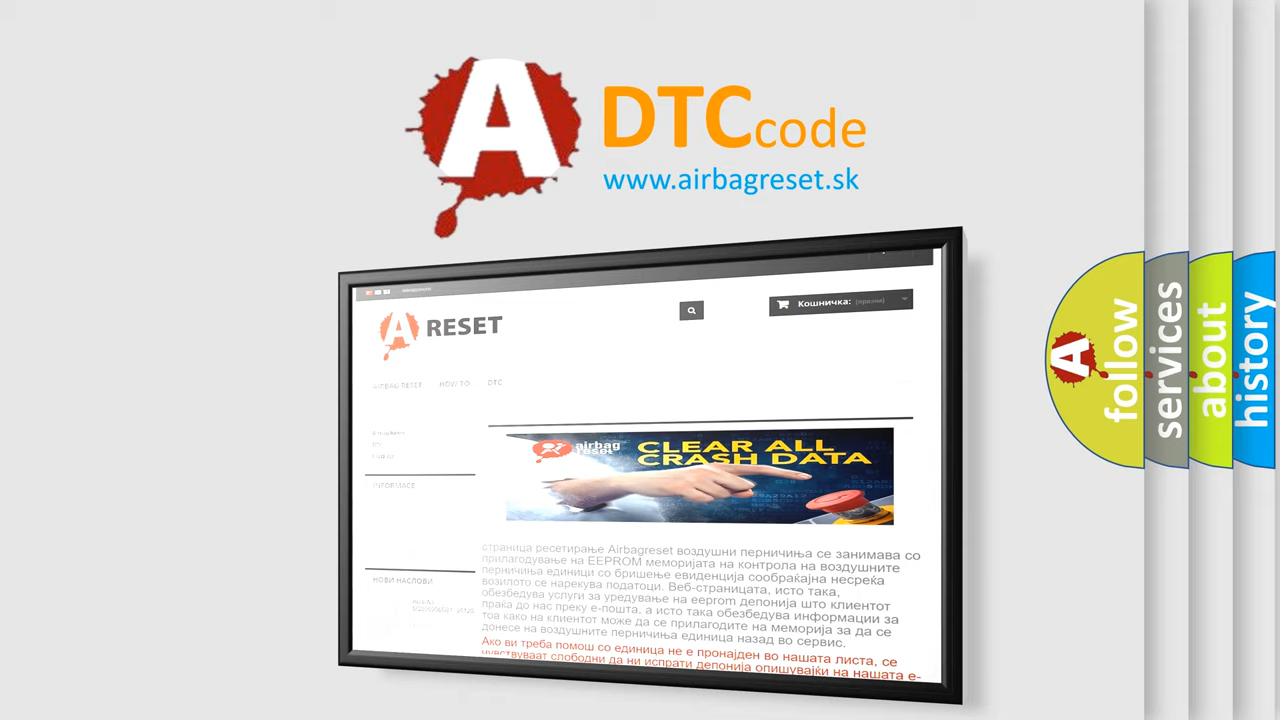 A
DTC code
www.airbagreset.sk
A RESET
Кошничка: (празни)
AIRBAG RESET HOW TO DTC
airbag
reset
CLEAR ALL
CRASH DATA
INFORMACE
НОВИ НАСЛОВИ
страница ресетирање Airbagreset воздушни перничиња се занимава со
прилагодување на EEPROM меморијата на контрола на воздушните
перничиња единици со бришење евиденција сообраќајна несреќа
возилото се нарекува податоци. Веб-страницата, исто така,
обезбедува услуги за уредување на eeprom депонија што клиентот
праќа до нас преку е-пошта, а исто така обезбедува информации за
тоа како на клиентот може да се прилагодите на меморија за да се
донесе на воздушните перничиња единица назад во сервис.
Ако ви треба помош со единица не е пронајден во нашата листа, се
чувствуваат слободни да ни испрати депонија опишувајќи на нашата е-
A
follow
services
about
history